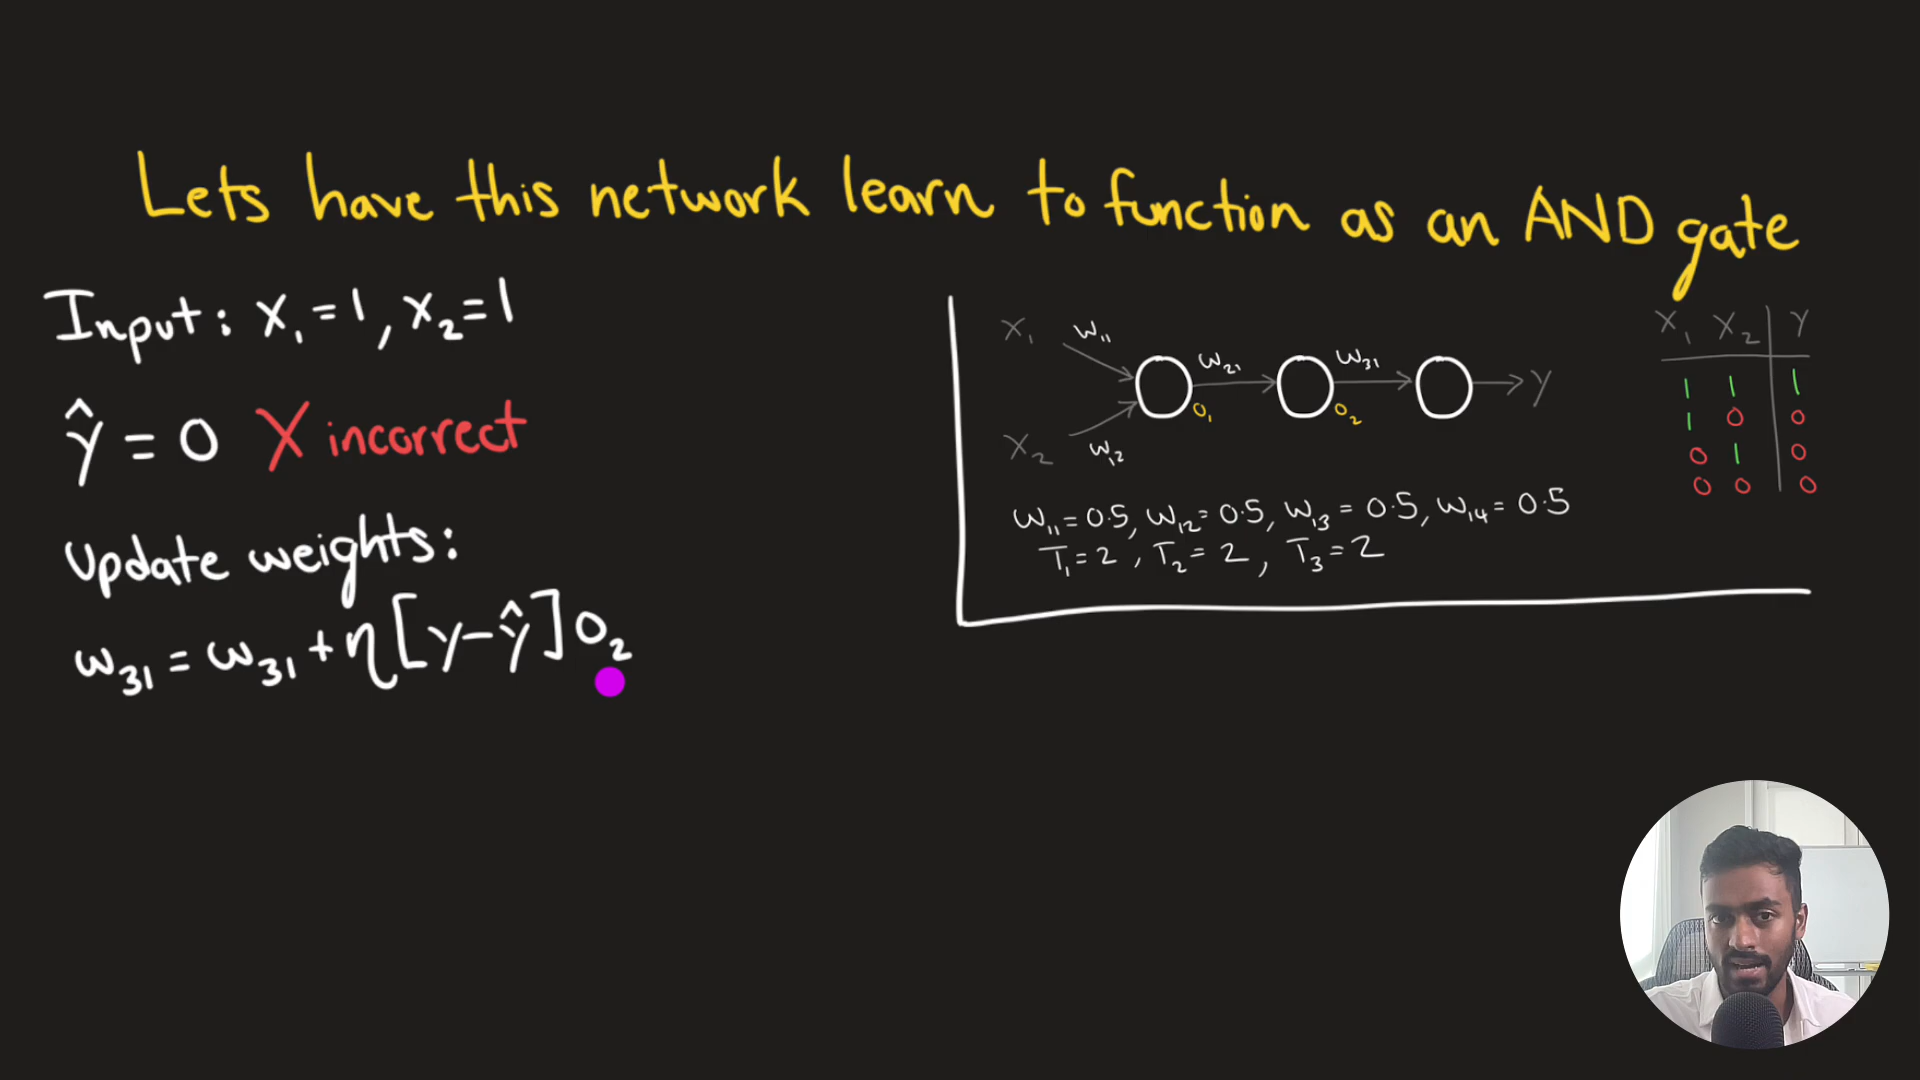 Lets have this network learn to function as an AND gate
Input: X₁=1, X₂=1
Ŷ = 0 X incorrect
Update weights:
W₃₁ = W₃₁ + η[Y-Ŷ]O₂
X₁ W₁₁
W₂₁ W₃₁
O₁ O₂ Y
X₂ W₁₂
W₁₁ = 0.5, W₁₂ = 0.5, W₁₃ = 0.5, W₁₄ = 0.5
T₁ = 2, T₂ = 2, T₃ = 2
X₁ X₂ Y
1 1 1
1 0 0
0 1 0
0 0 0